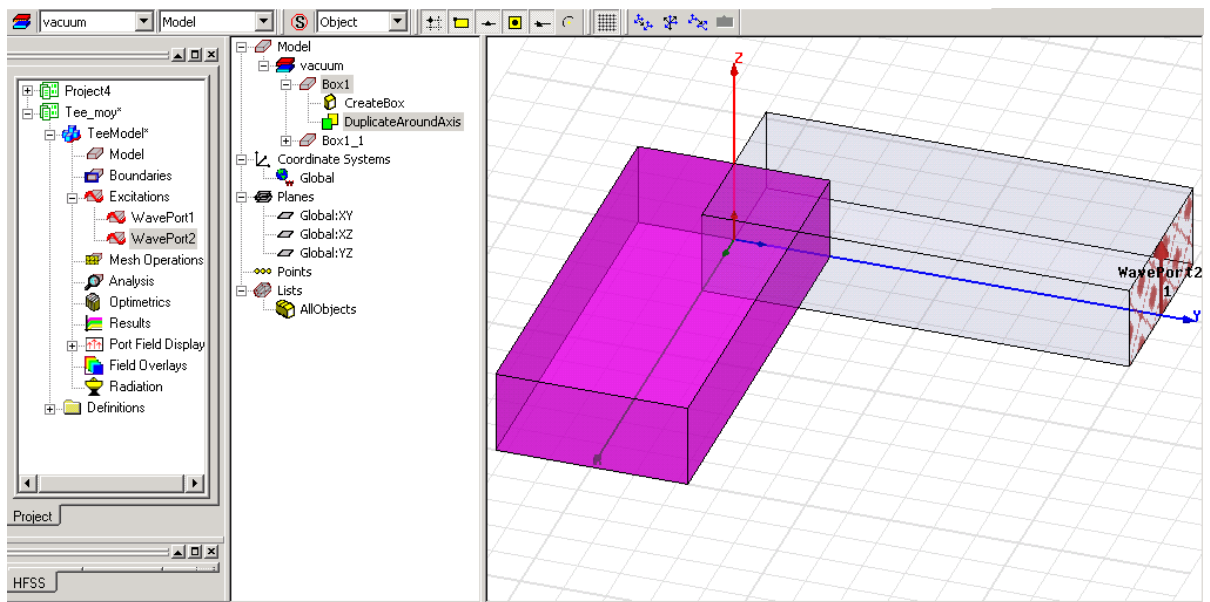 vacuum Model Object
Project4
Tee_moy*
TeeModel*
Model
Boundaries
Excitations
WavePort1
WavePort2
Mesh Operations
Analysis
Optimetrics
Results
Port Field Display
Field Overlays
Radiation
Definitions
Project
HFSS
Model
vacuum
Box1
CreateBox
DuplicateAroundAxis
Box1_1
Coordinate Systems
Global
Planes
Global:XY
Global:XZ
Global:YZ
Points
Lists
AllObjects
Z
WavePort2
1
Y